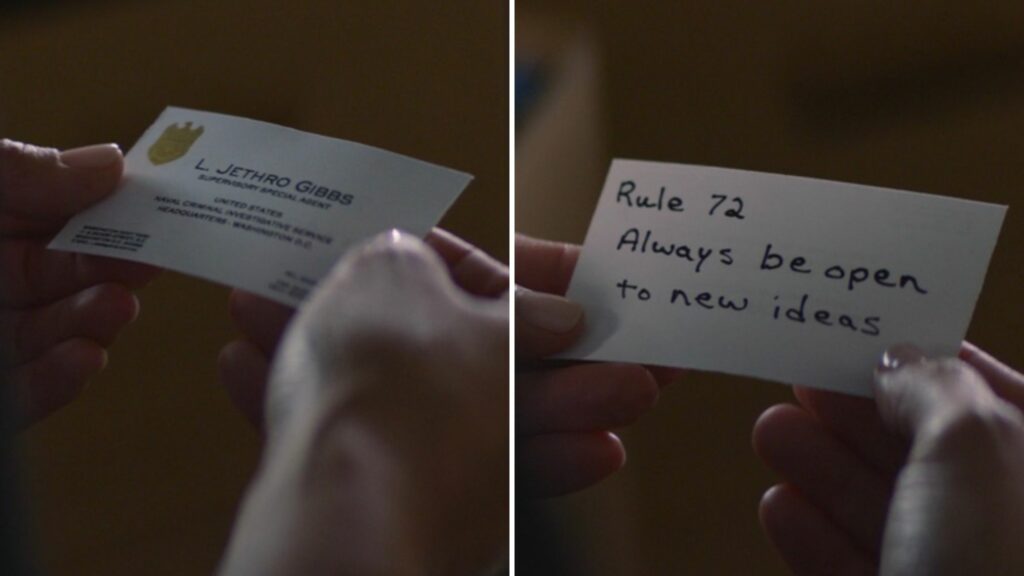 L. JETHRO GIBBS
SUPERVISORY SPECIAL AGENT
UNITED STATES
NAVAL CRIMINAL INVESTIGATIVE SERVICE
HEADQUARTERS - WASHINGTON D.C.
Rule 72
Always be open
to new ideas